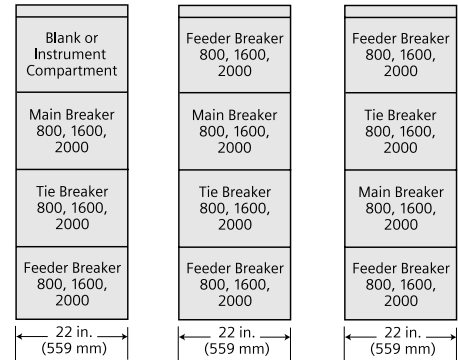 Blank or
Instrument
Compartment
Main Breaker
800, 1600,
2000
Tie Breaker
800, 1600,
2000
Feeder Breaker
800, 1600,
2000
22 in.
(559 mm)
Feeder Breaker
800, 1600,
2000
Main Breaker
800, 1600,
2000
Tie Breaker
800, 1600,
2000
Feeder Breaker
800, 1600,
2000
22 in.
(559 mm)
Feeder Breaker
800, 1600,
2000
Tie Breaker
800, 1600,
2000
Main Breaker
800, 1600,
2000
Feeder Breaker
800, 1600,
2000
22 in.
(559 mm)